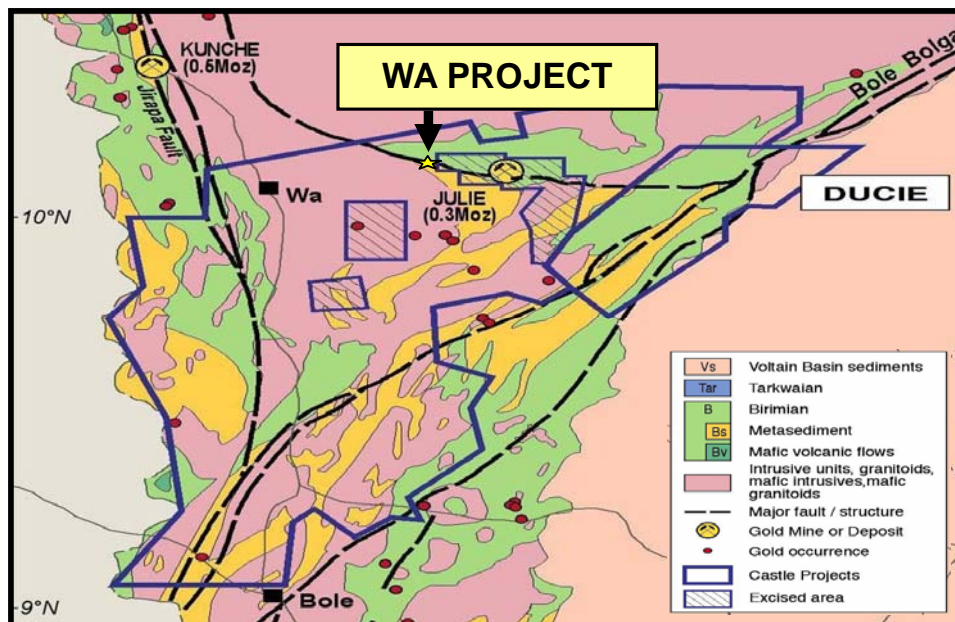 KUNCHE
(0.5Moz)
WA PROJECT
Bole Bolga
Jirapa Fault
Wa
JULIE
(0.3Moz)
DUCIE
10°N
Vs Voltain Basin sediments
Tar Tarkwaian
B Birimian
Bs Metasediment
Bv Mafic volcanic flows
Intrusive units, granitoids,
mafic intrusives,mafic
granitoids
Major fault / structure
Gold Mine or Deposit
Gold occurrence
Castle Projects
Excised area
9°N
Bole